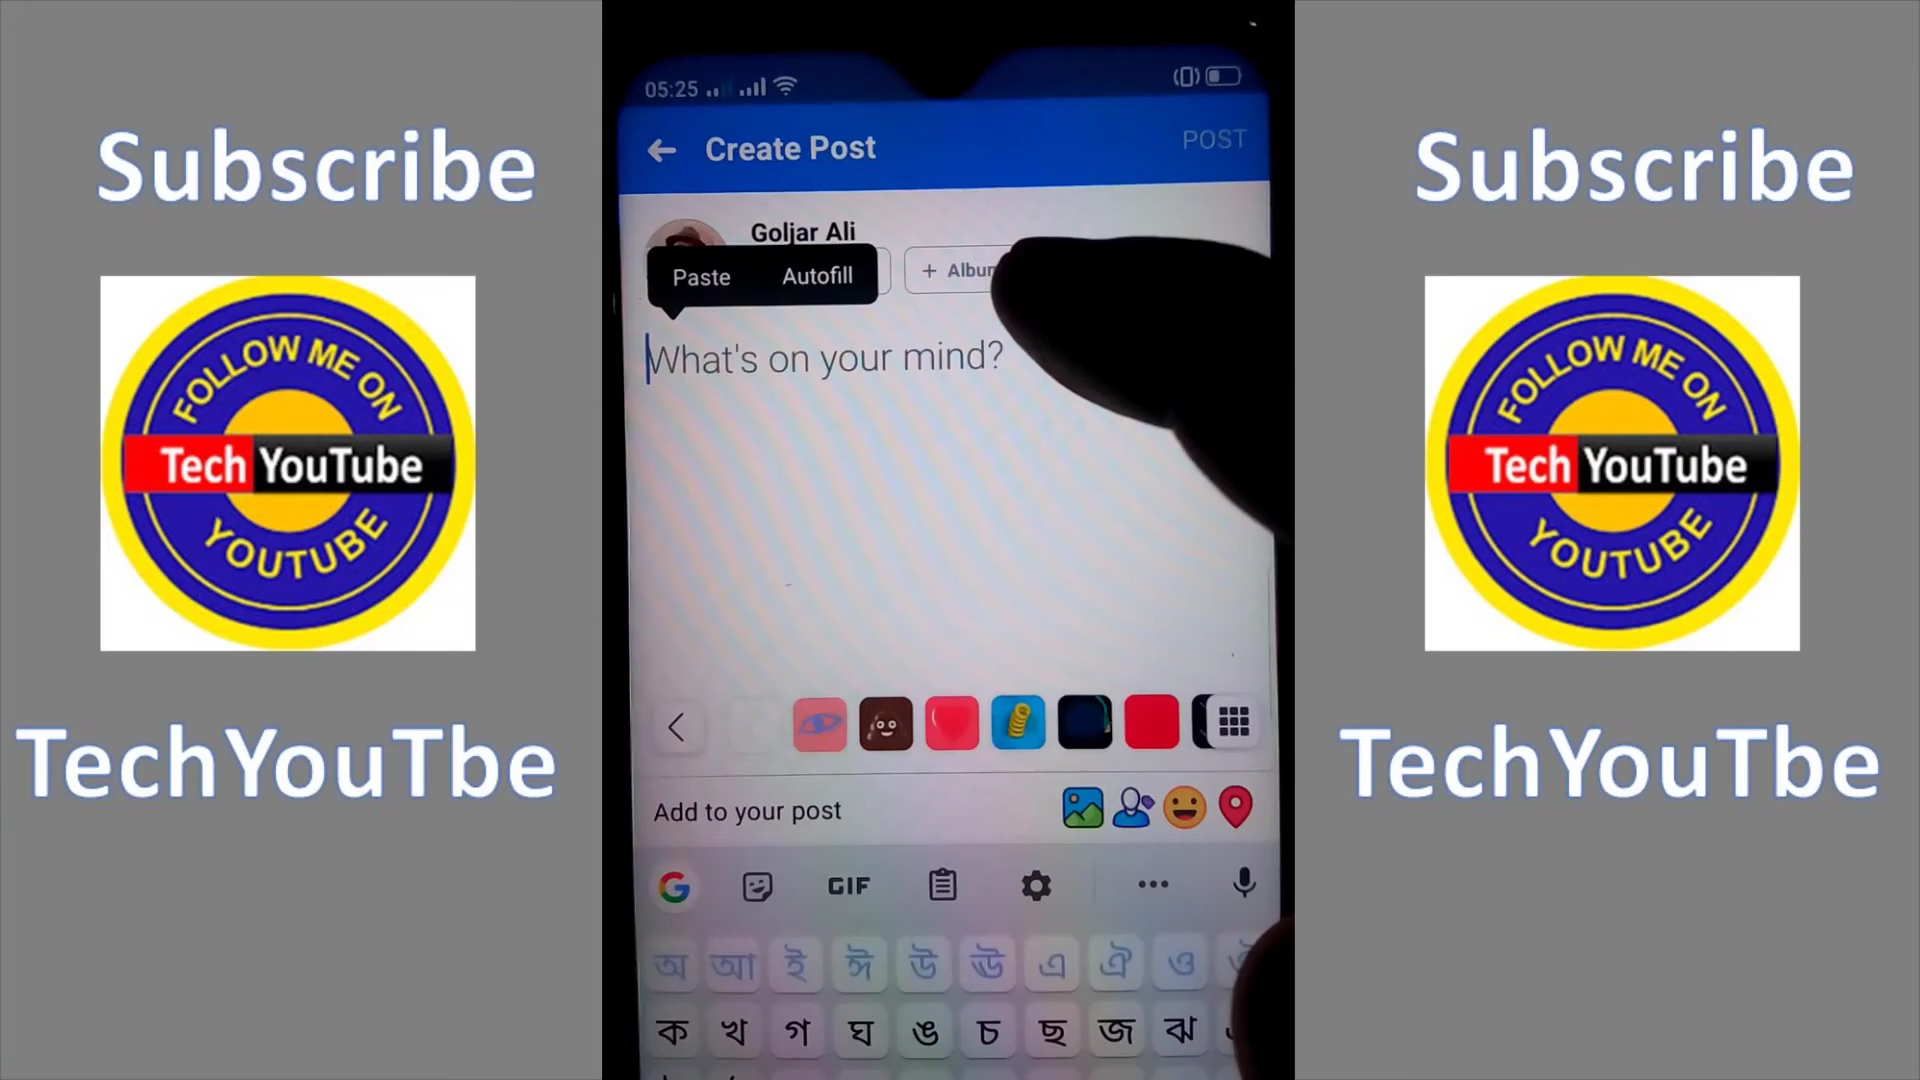 Subscribe
FOLLOW ME ON
Tech YouTube
YOUTUBE
TechYouTbe
05:25
Create Post
POST
Goljar Ali
Paste
Autofill
What's on your mind?
Add to your post
G
GIF
অ আ ই ঈ উ ঊ এ ঐ ও
ক খ গ ঘ ঙ চ ছ জ ঝ
Subscribe
FOLLOW ME ON
Tech YouTube
YOUTUBE
TechYouTbe